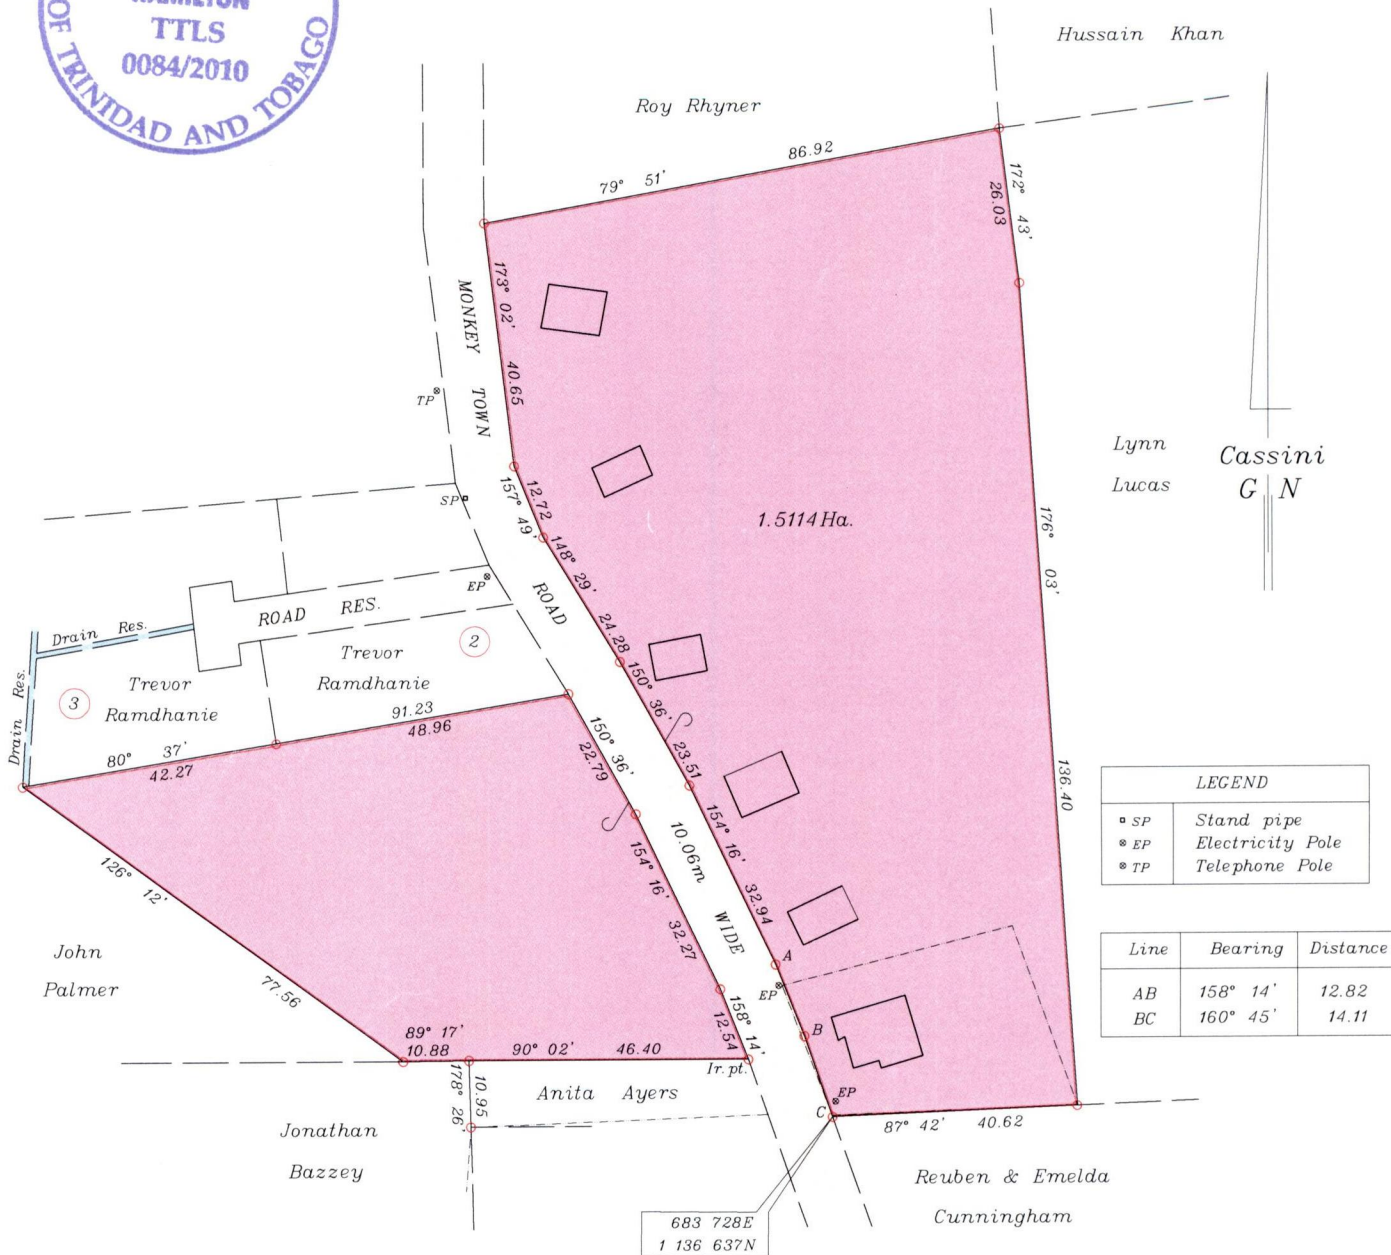 HAMILTON
TTLS
0084/2010
OF TRINIDAD AND TOBAGO
Hussain Khan
Roy Rhyner
86.92
79° 51'
172° 43'
26.03
173° 02'
40.65
MONKEY TOWN
ROAD
10.06m WIDE
TP
SP
EP
12.72
157° 49'
148° 29'
24.28
150° 36'
23.51
154° 16'
32.94
1.5114Ha.
Lynn
Lucas
Cassini
G N
176° 03'
136.40
ROAD RES.
Drain Res.
Drain Res.
2
Trevor
Ramdhanie
3
Trevor
Ramdhanie
91.23
48.96
80° 37'
42.27
150° 36'
22.79
154° 16'
32.27
158° 14'
12.54
126° 12'
77.56
John
Palmer
89° 17'
10.88
90° 02' 46.40
Ir. pt.
10.95
178° 26'
Anita Ayers
Jonathan
Bazzey
A
EP
B
EP
C
87° 42' 40.62
Reuben & Emelda
Cunningham
683 728E
1 136 637N
LEGEND
SP Stand pipe
EP Electricity Pole
TP Telephone Pole
Line Bearing Distance
AB 158° 14' 12.82
BC 160° 45' 14.11